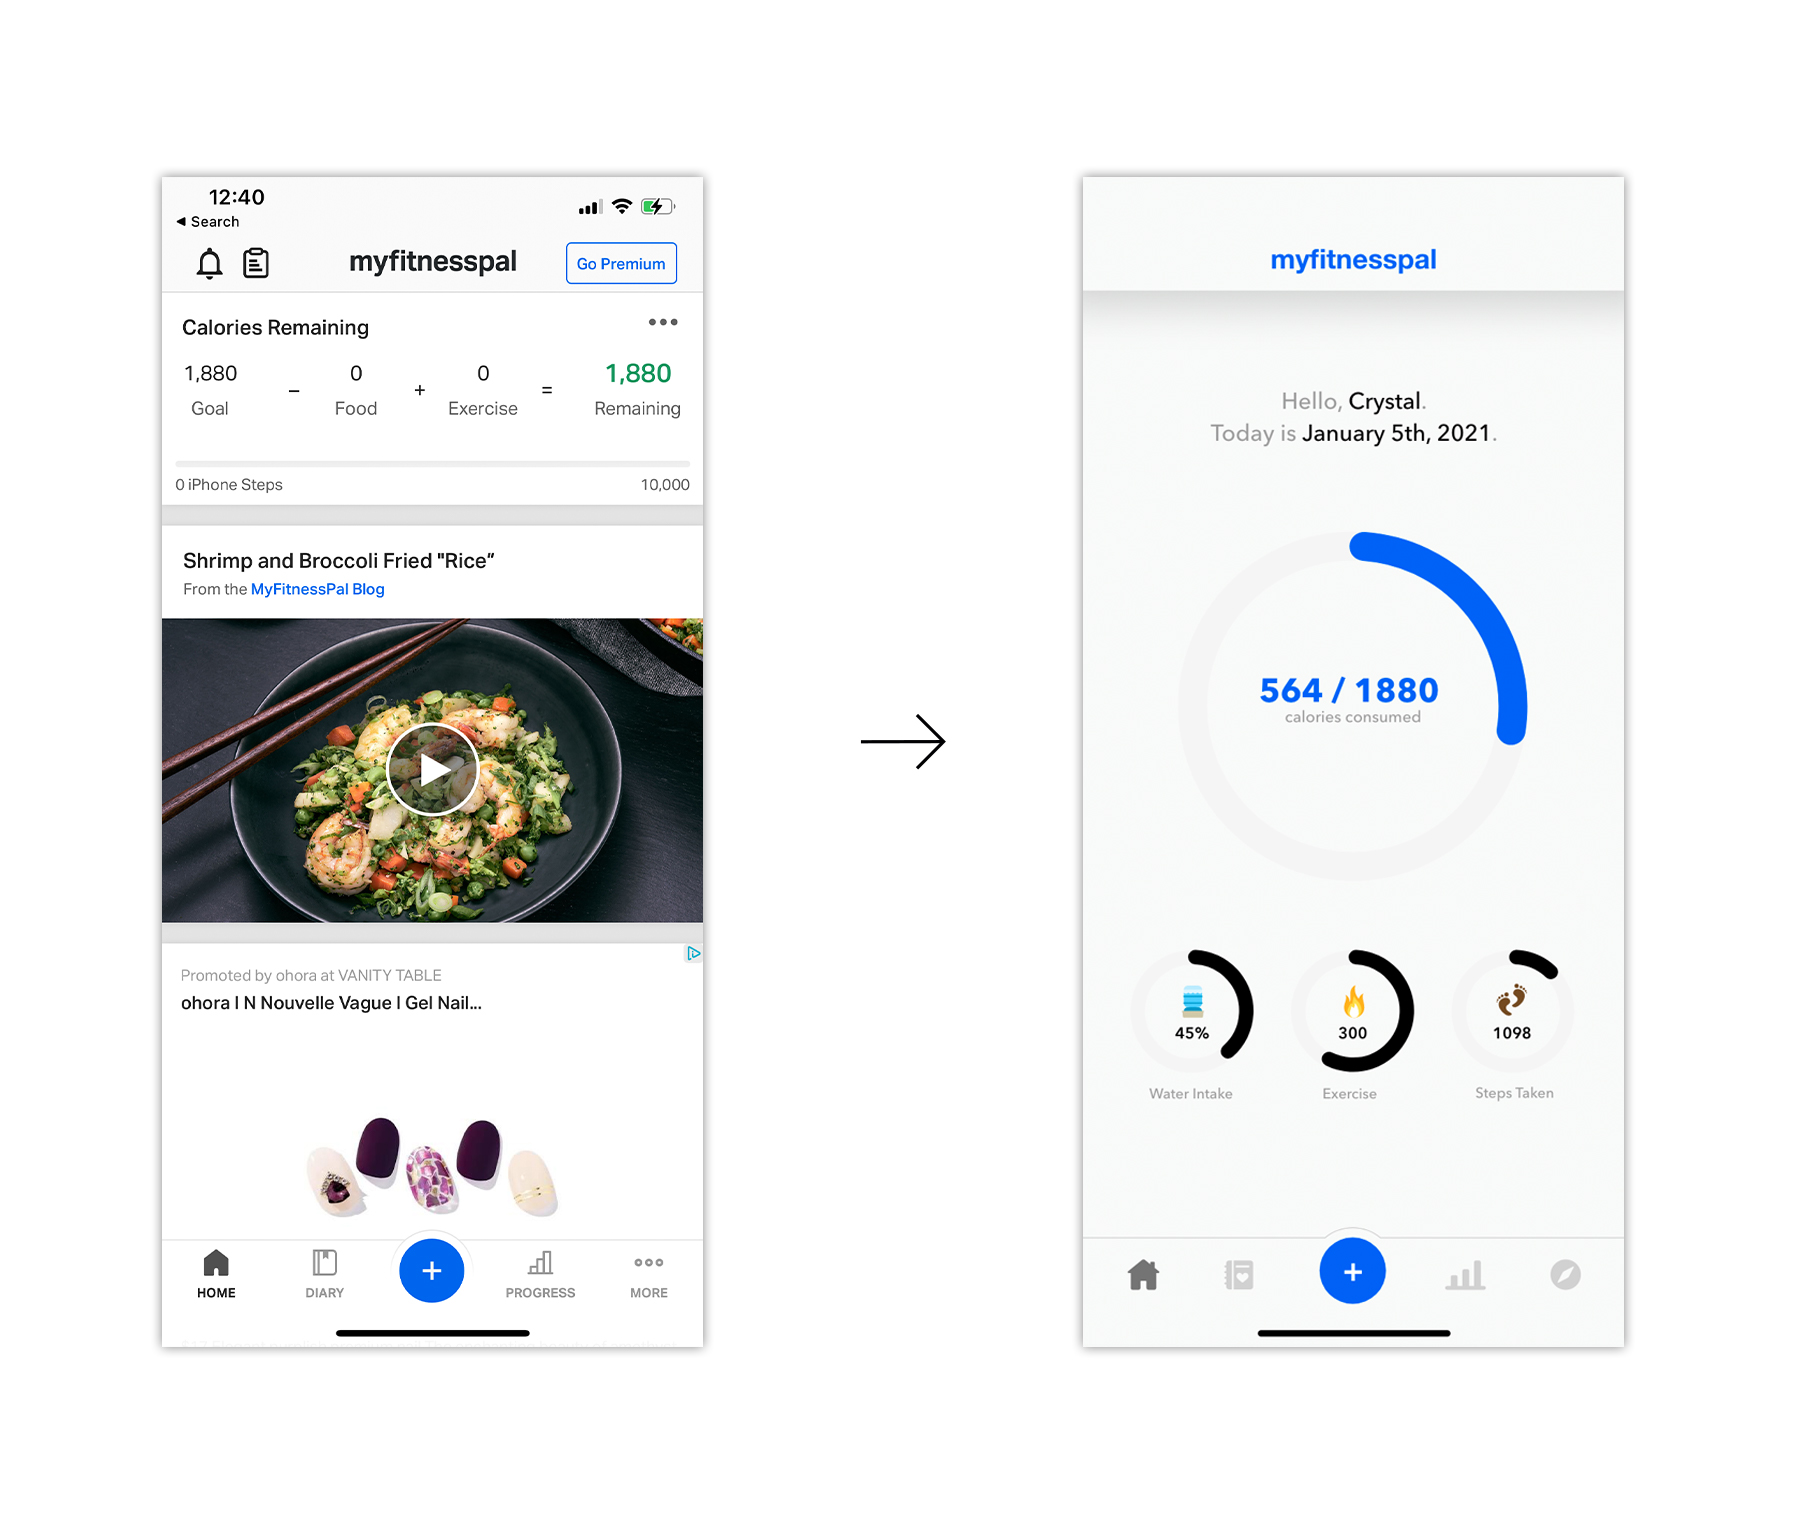 12:40
Search
myfitnesspal
Go Premium
Calories Remaining
1,880 – 0 + 0 = 1,880
Goal Food Exercise Remaining
0 iPhone Steps 10,000
Shrimp and Broccoli Fried "Rice”
From the MyFitnessPal Blog
Promoted by ohora at VANITY TABLE
ohora I N Nouvelle Vague I Gel Nail...
HOME DIARY + PROGRESS MORE
myfitnesspal
Hello, Crystal.
Today is January 5th, 2021.
564 / 1880
calories consumed
45% 300 1098
Water Intake Exercise Steps Taken
+